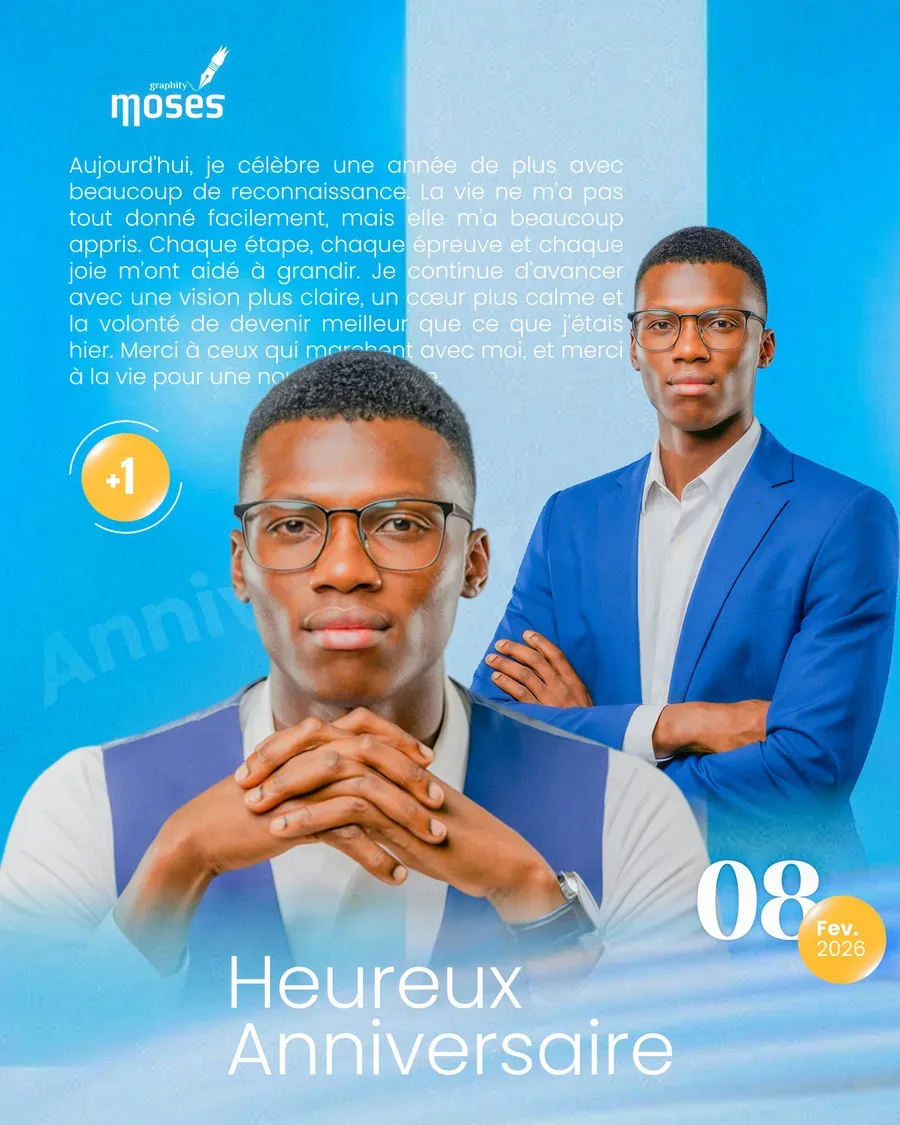 graphity
moses
Aujourd'hui, je célèbre une année de plus avec
beaucoup de reconnaissance. La vie ne m'a pas
tout donné facilement, mais elle m'a beaucoup
appris. Chaque étape, chaque épreuve et chaque
joie m'ont aidé à grandir. Je continue d'avancer
avec une vision plus claire, un cœur plus calme et
la volonté de devenir meilleur que ce que j'étais
hier. Merci à ceux qui marchent avec moi, et merci
à la vie pour une
+1
Anniv
08
Fev.
2026
Heureux
Anniversaire